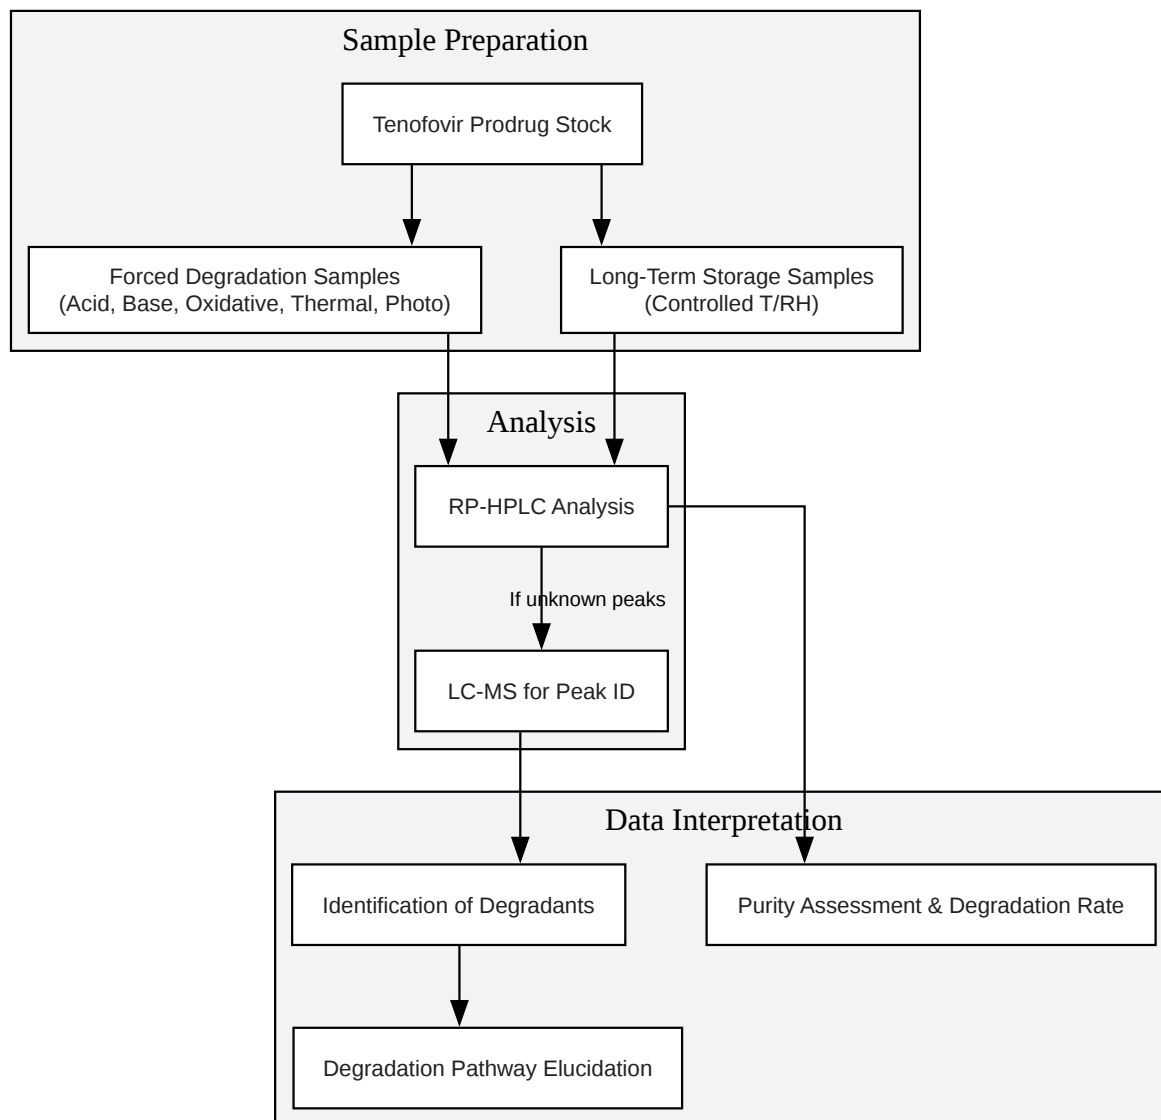 Sample Preparation
Tenofovir Prodrug Stock
Forced Degradation Samples
(Acid, Base, Oxidative, Thermal, Photo)
Long-Term Storage Samples
(Controlled T/RH)
Analysis
RP-HPLC Analysis
If unknown peaks
LC-MS for Peak ID
Data Interpretation
Identification of Degradants
Purity Assessment & Degradation Rate
Degradation Pathway Elucidation